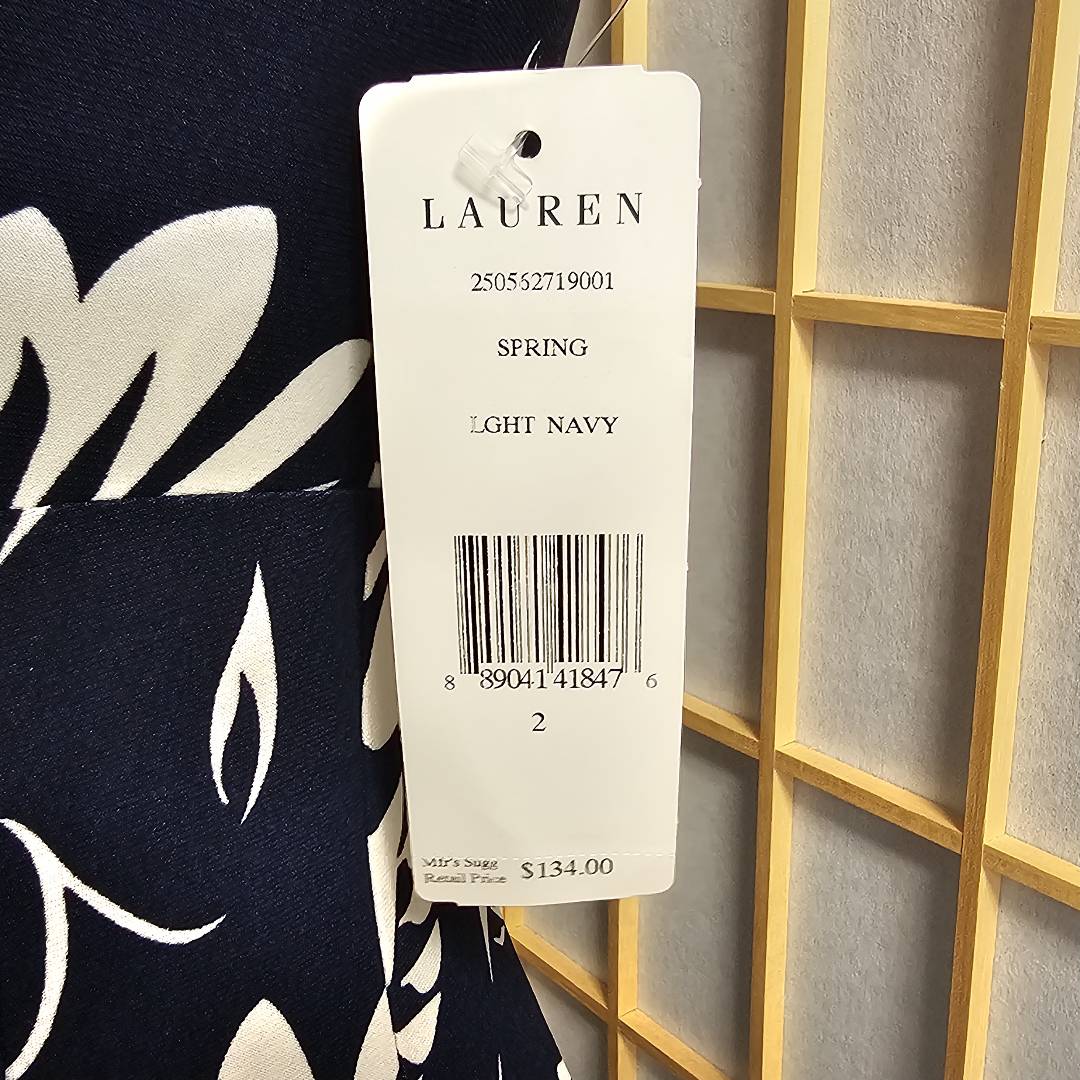 LAUREN
250562719001
SPRING
LGHT NAVY
8 89041 41847 6
2
Mfr's Sugg
Retail Price $134.00